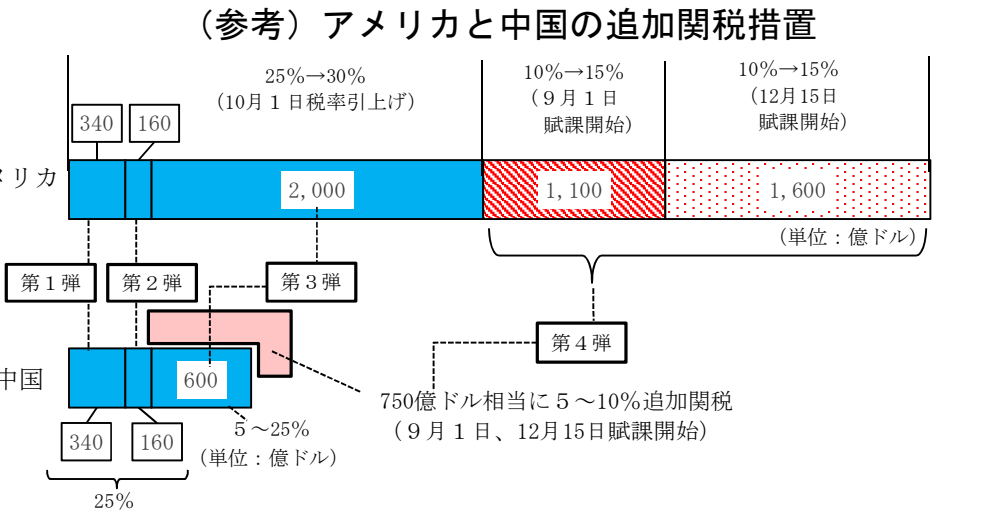 （参考）アメリカと中国の追加関税措置
25%→30%
（10月１日税率引上げ）
10%→15%
（９月１日
賦課開始）
10%→15%
（12月15日
賦課開始）
340
160
メリカ
2,000
1,100
1,600
（単位：億ドル）
第１弾
第２弾
第３弾
第４弾
中国
600
750億ドル相当に５～10％追加関税
（９月１日、12月15日賦課開始）
340
160
５～25%
（単位：億ドル）
25%